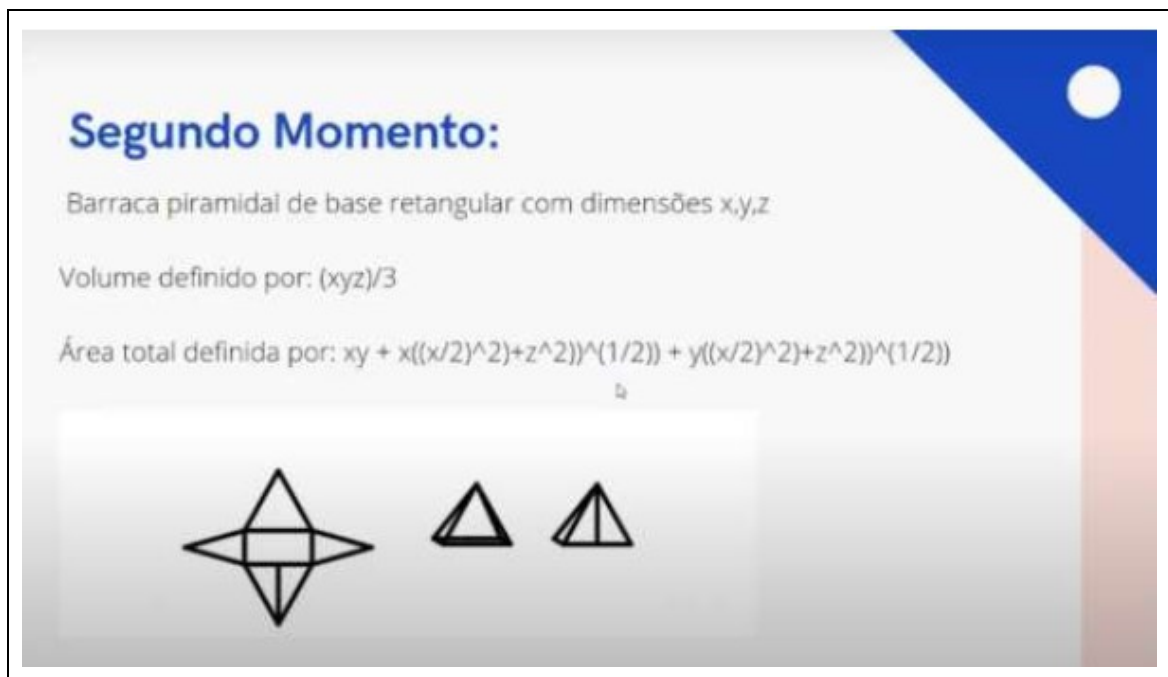 Segundo Momento:
Barraca piramidal de base retangular com dimensões x,y,z
Volume definido por: (xyz)/3
Área total definida por: xy + x((x/2)^2)+z^2))^(1/2)) + y((x/2)^2)+z^2))^(1/2))